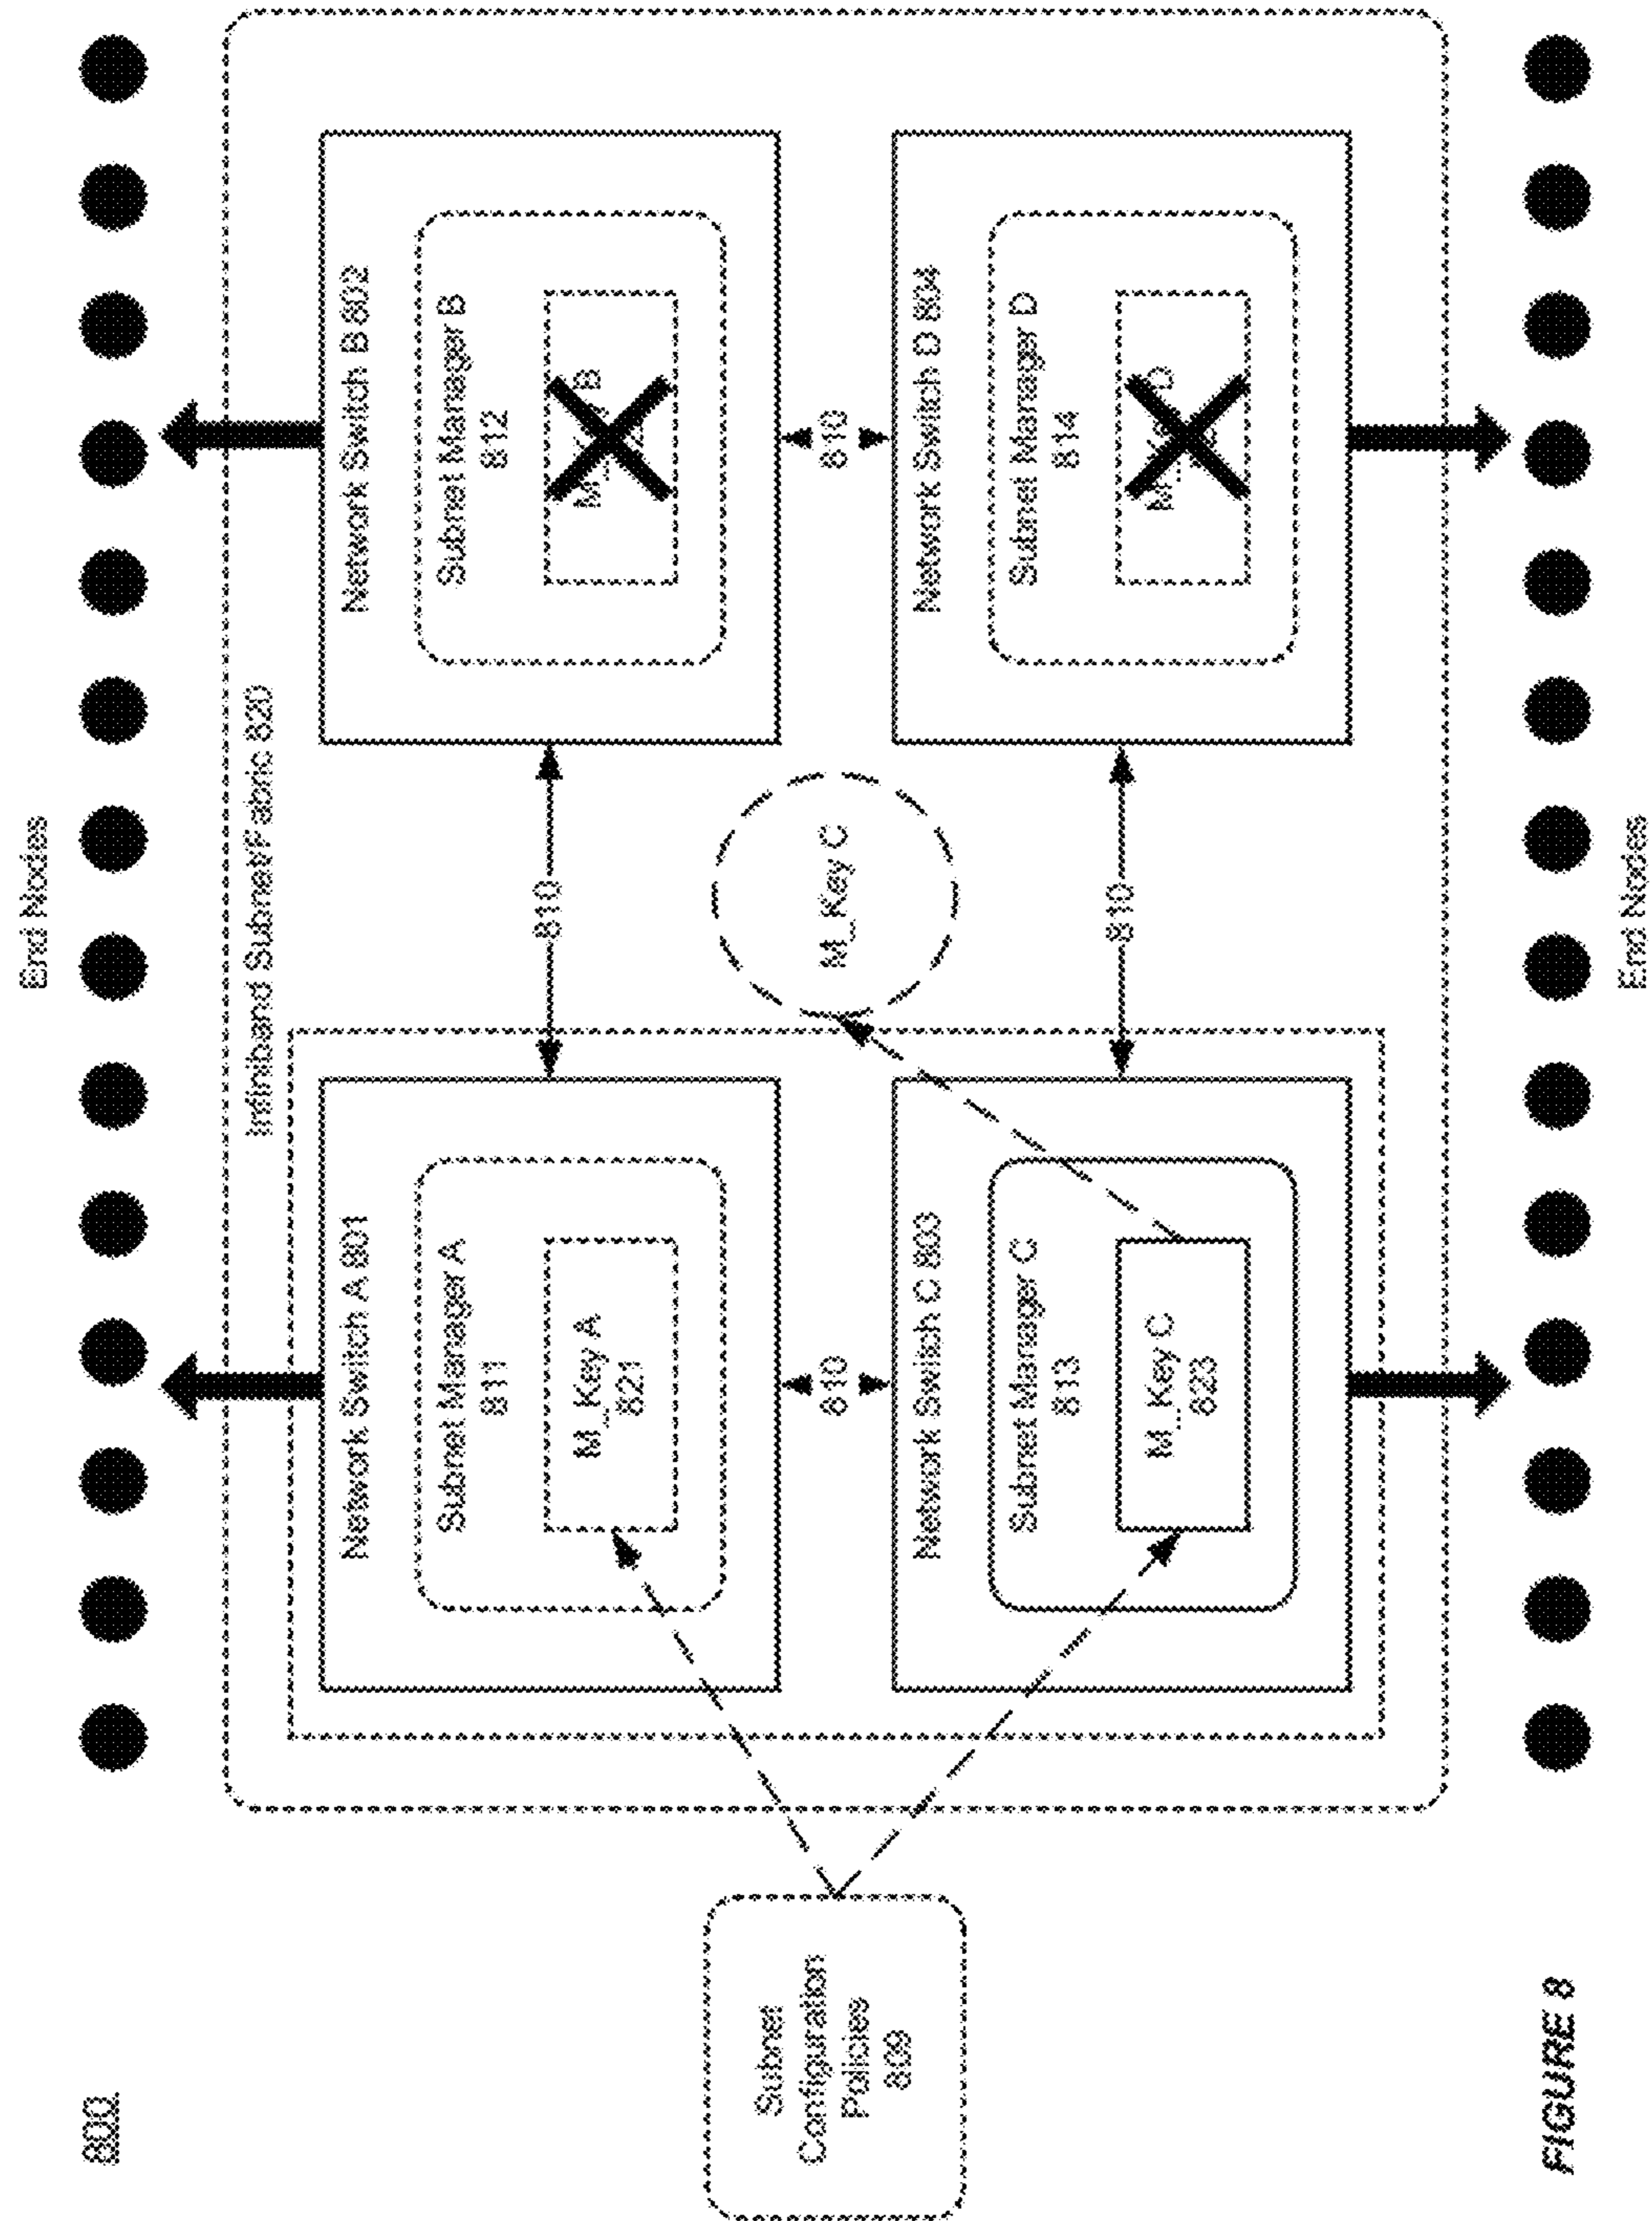 800
End Nodes
Infiniband Subnet/Fabric 820
Network Switch A 801
Subnet Manager A
811
M_Key A
821
Network Switch B 802
Subnet Manager B
812
B
810
810
810
M_Key C
810
Network Switch C 803
Subnet Manager C
813
M_Key C
823
Network Switch D 804
Subnet Manager D
814
D
Subnet
Configuration
Policies
809
End Nodes
FIGURE 8